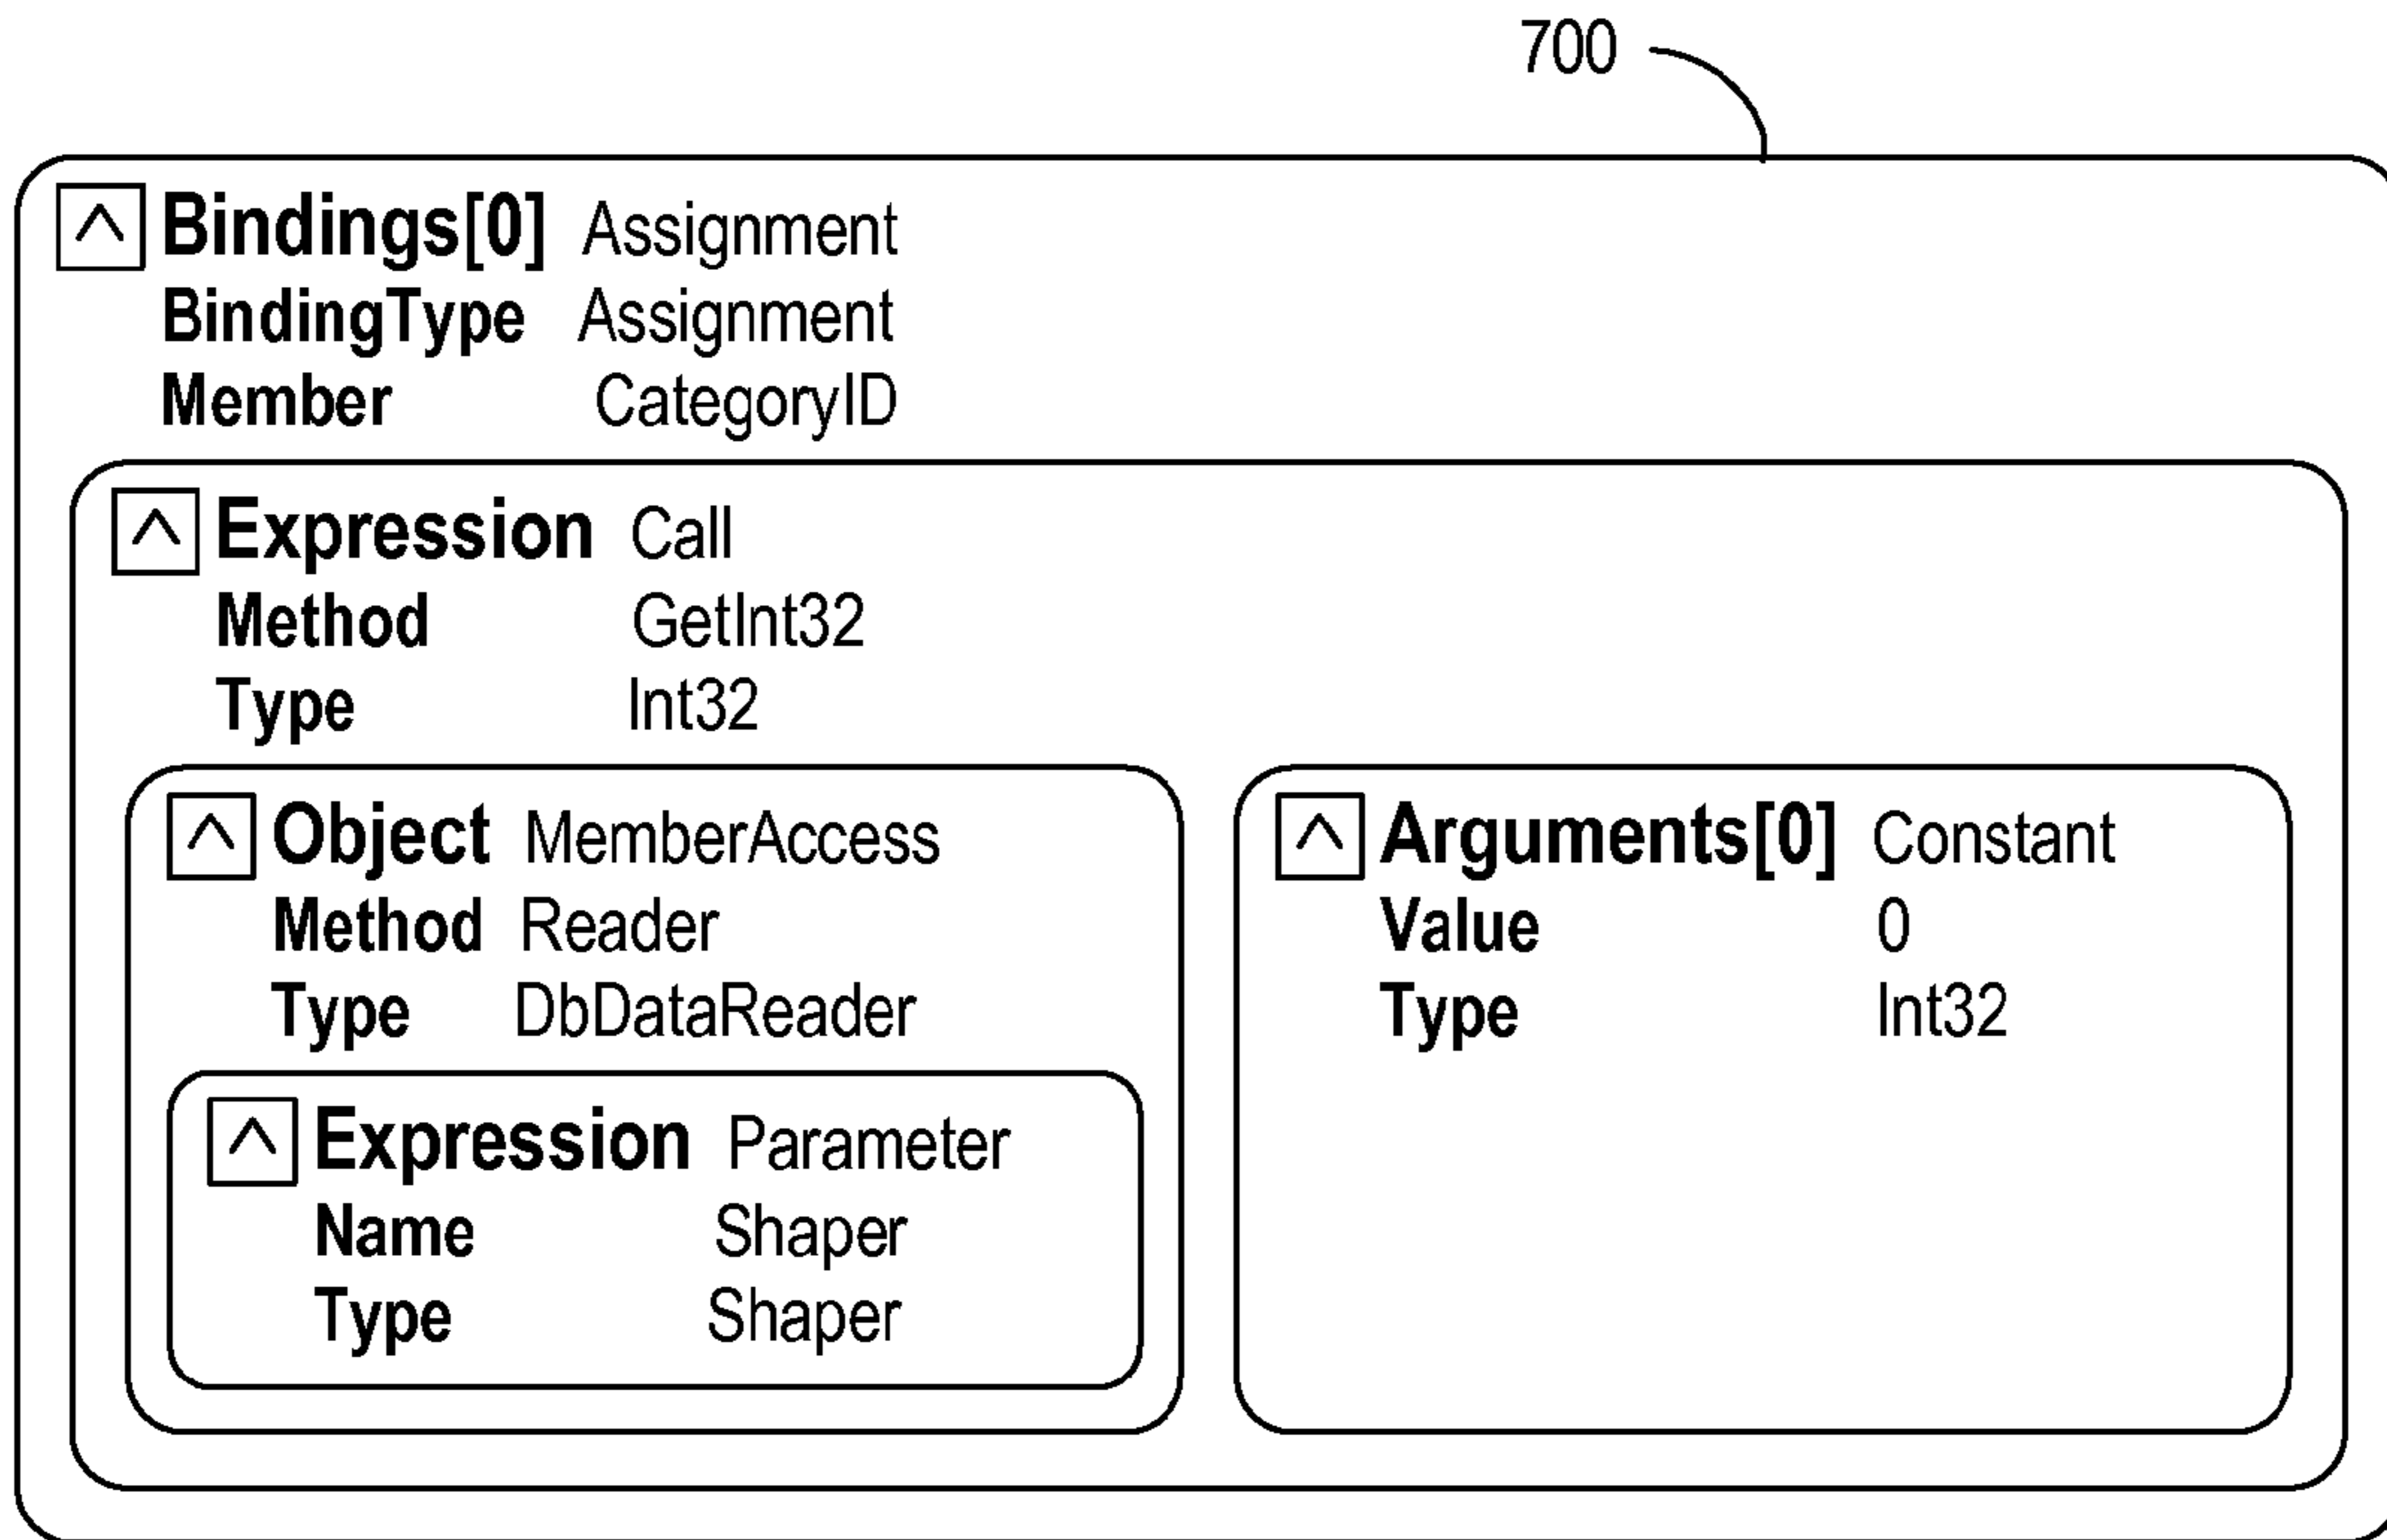 700
Bindings[0] Assignment
BindingType Assignment
Member CategoryID
Expression Call
Method GetInt32
Type Int32
Object MemberAccess
Method Reader
Type DbDataReader
Expression Parameter
Name Shaper
Type Shaper
Arguments[0] Constant
Value 0
Type Int32